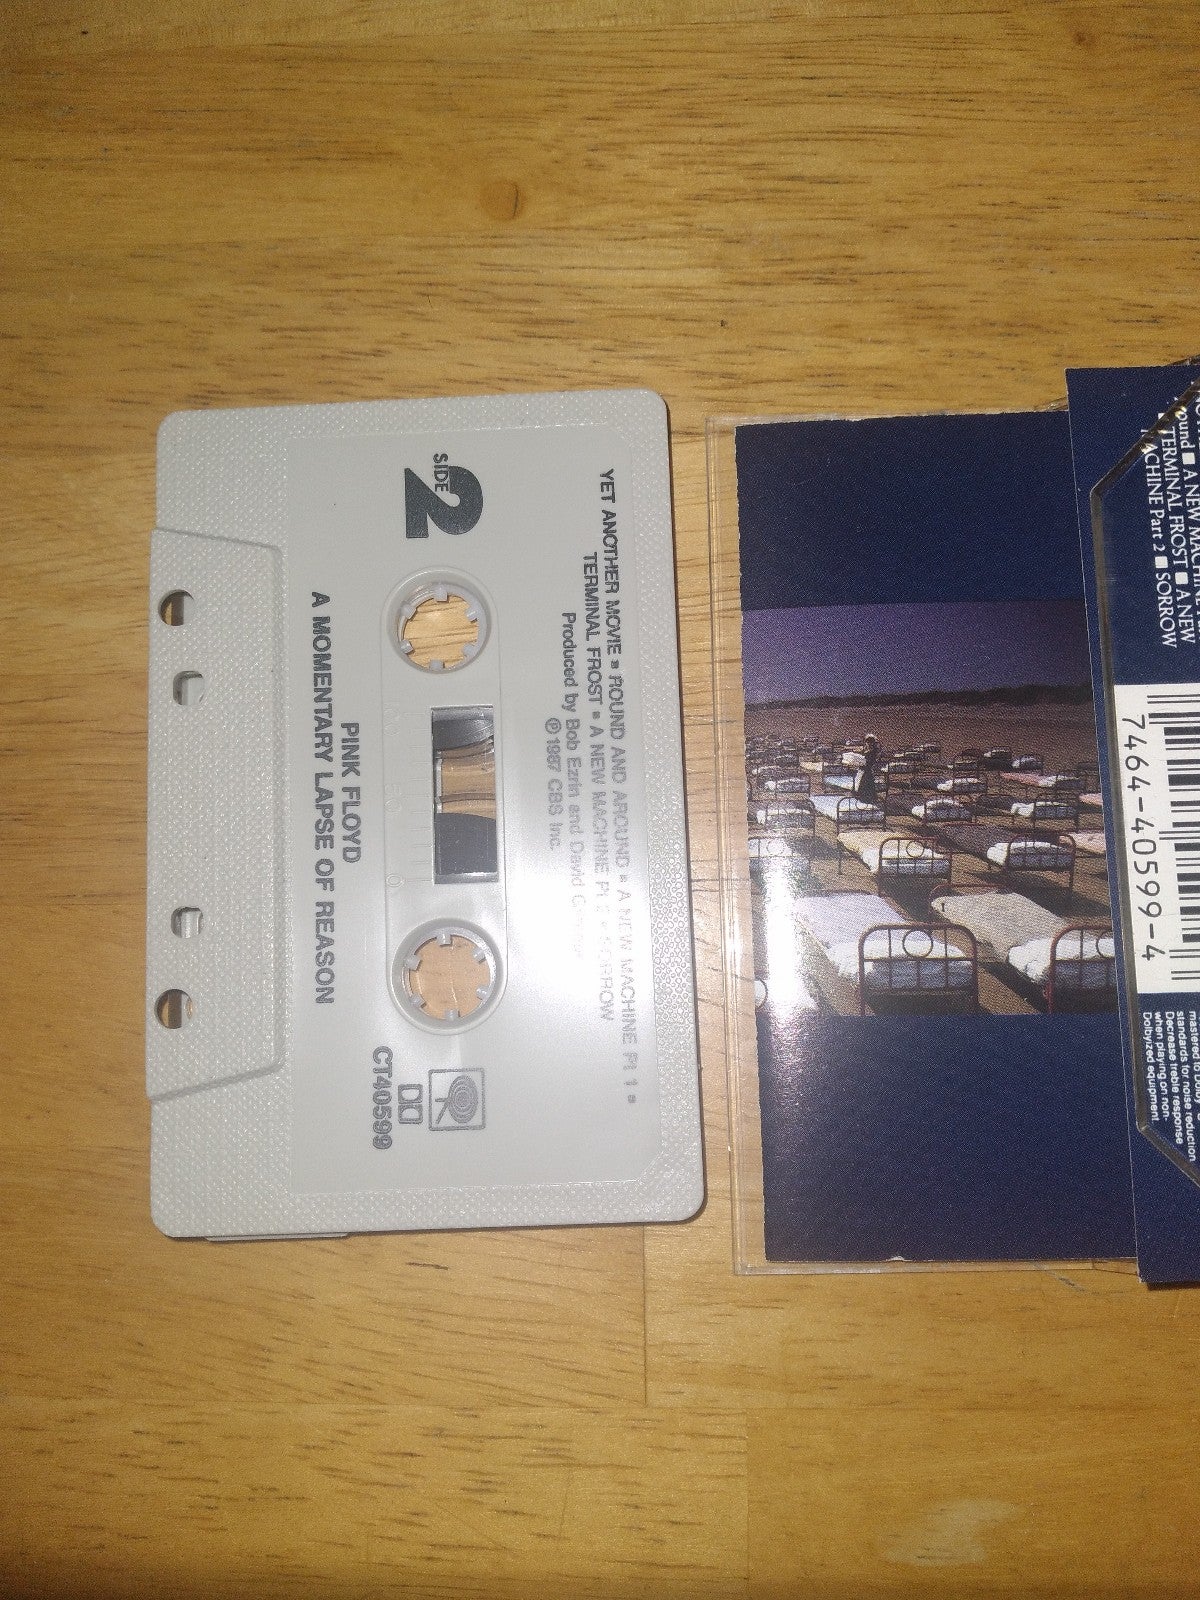 SIDE
2
YET ANOTHER MOVIE ▪ ROUND AND AROUND ▪ A NEW MACHINE Pt 1 ▪
TERMINAL FROST ▪ A NEW MACHINE Pt 2 ▪ SORROW
Produced by Bob Ezrin and David
℗ 1987 CBS Inc.
PINK FLOYD
A MOMENTARY LAPSE OF REASON
CT40599
ound ■ A NEW MACHINE
TERMINAL FROST ■ A NEW
MACHINE Part 2 ■ SORROW
7464-40599-4
mastered to Dolby
standards for noise reduction.
Decrease treble response
when playing on non-
Dolbyized equipment.